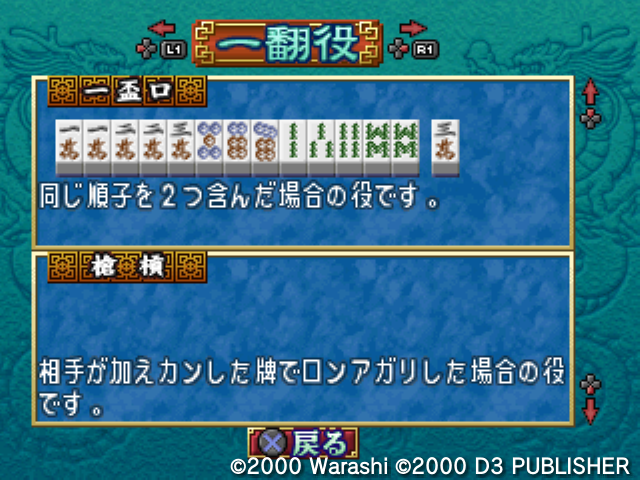 L1 一翻役 R1
一盃口
同じ順子を２つ含んだ場合の役です。
槍槓
相手が加えカンした牌でロンアガリした場合の役
です。
戻る
©2000 Warashi ©2000 D3 PUBLISHER